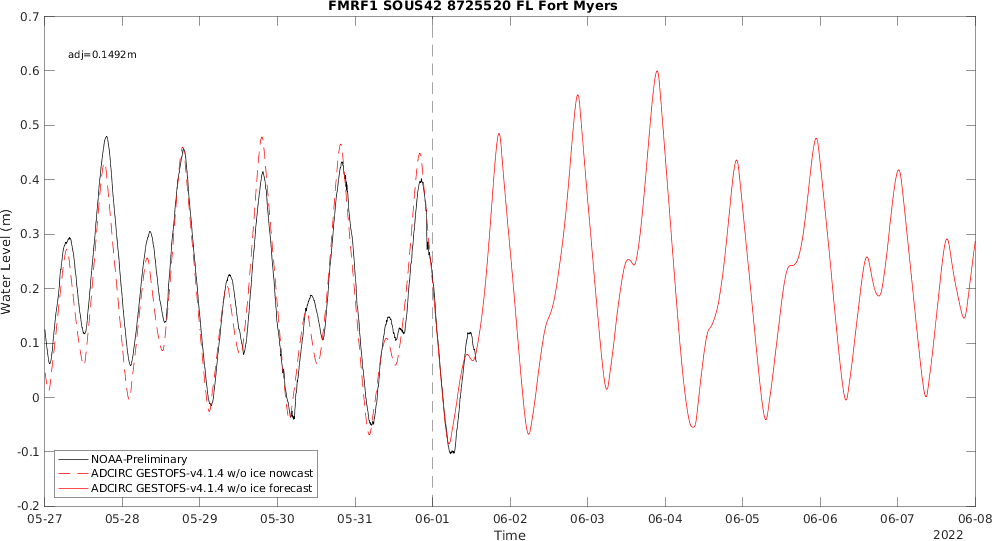 FMRF1 SOUS42 8725520 FL Fort Myers
0.7
adj=0.1492m
0.6
0.5
0.4
0.3
0.2
0.1
0
-0.1
-0.2
Water Level (m)
NOAA-Preliminary
ADCIRC GESTOFS-v4.1.4 w/o ice nowcast
ADCIRC GESTOFS-v4.1.4 w/o ice forecast
05-27 05-28 05-29 05-30 05-31 06-01 06-02 06-03 06-04 06-05 06-06 06-07 06-08
Time
2022